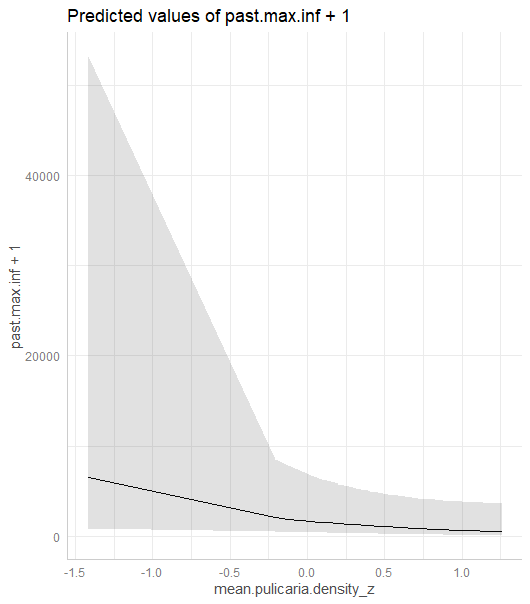 Predicted values of past.max.inf + 1
past.max.inf + 1
40000
20000
0
-1.5 -1.0 -0.5 0.0 0.5 1.0
mean.pulicaria.density_z